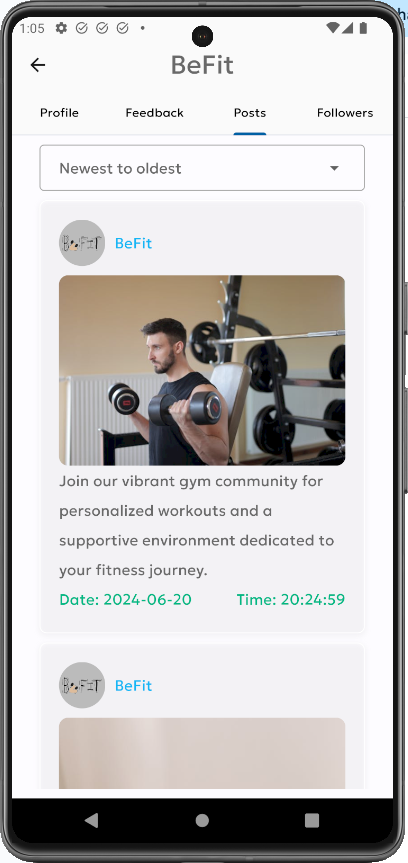 1:05
BeFit
Profile Feedback Posts Followers
Newest to oldest
BeFiT BeFit
Join our vibrant gym community for
personalized workouts and a
supportive environment dedicated to
your fitness journey.
Date: 2024-06-20 Time: 20:24:59
BeFiT BeFit